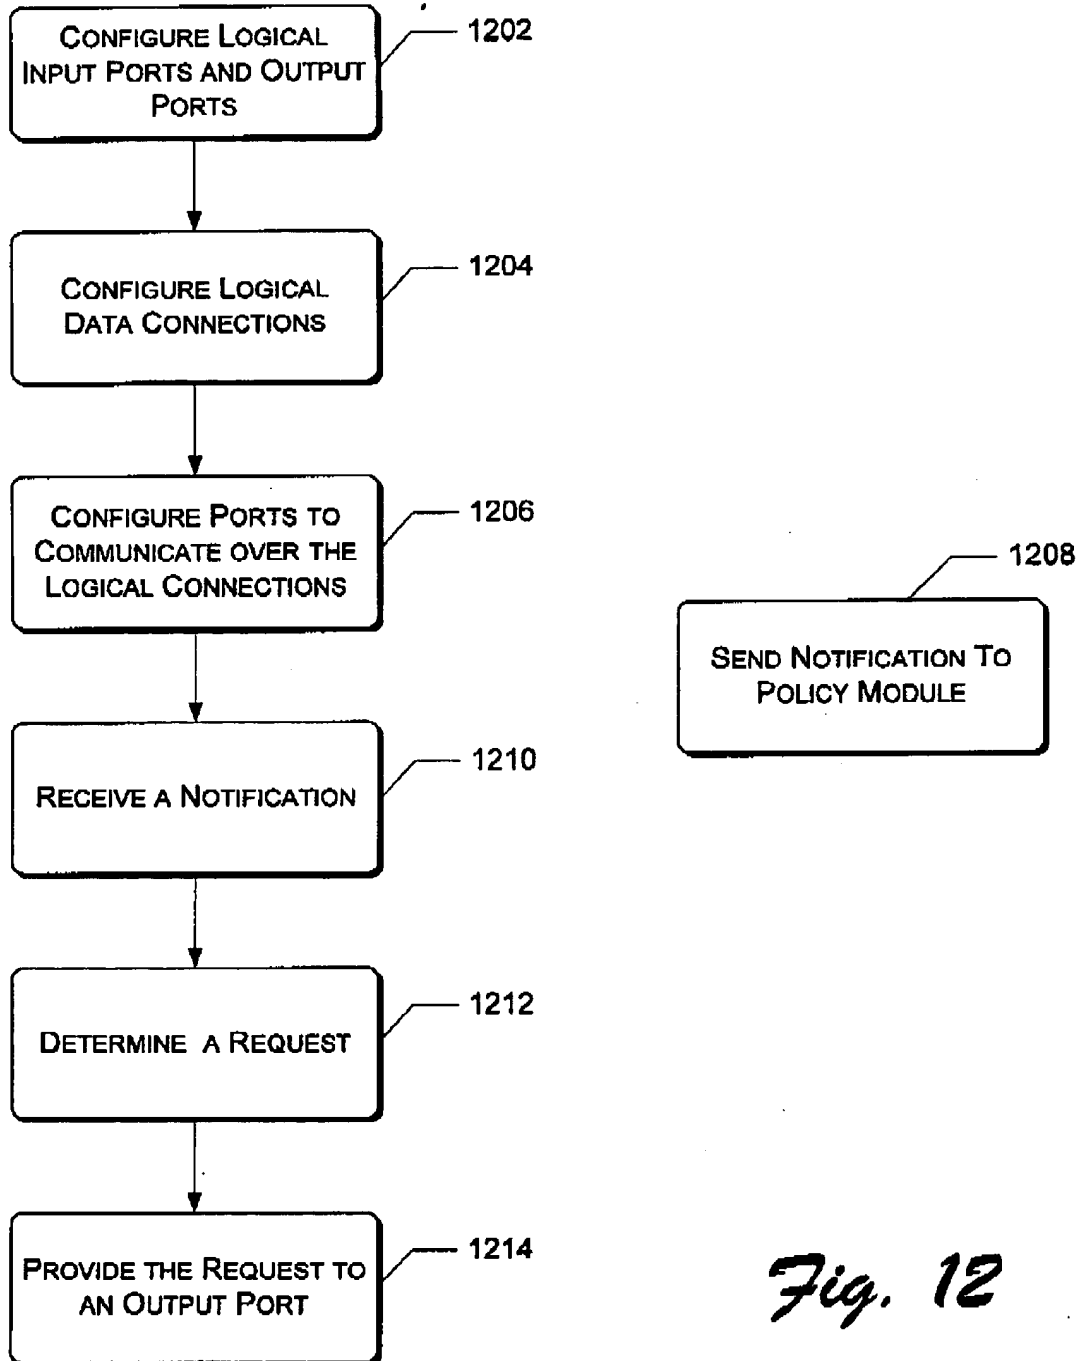 CONFIGURE LOGICAL
INPUT PORTS AND OUTPUT
PORTS
1202
CONFIGURE LOGICAL
DATA CONNECTIONS
1204
CONFIGURE PORTS TO
COMMUNICATE OVER THE
LOGICAL CONNECTIONS
1206
SEND NOTIFICATION TO
POLICY MODULE
1208
RECEIVE A NOTIFICATION
1210
DETERMINE A REQUEST
1212
PROVIDE THE REQUEST TO
AN OUTPUT PORT
1214
Fig. 12